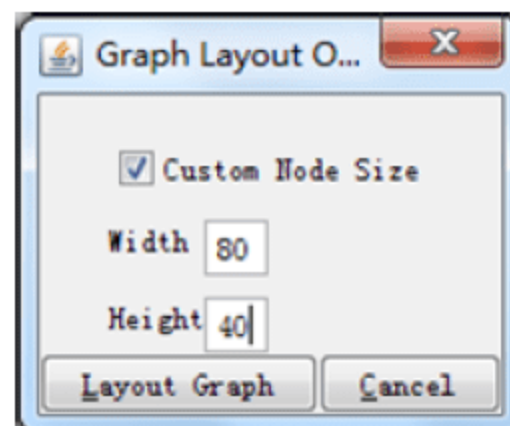 Graph Layout O...
Custom Node Size
Width 80
Height 40
Layout Graph Cancel